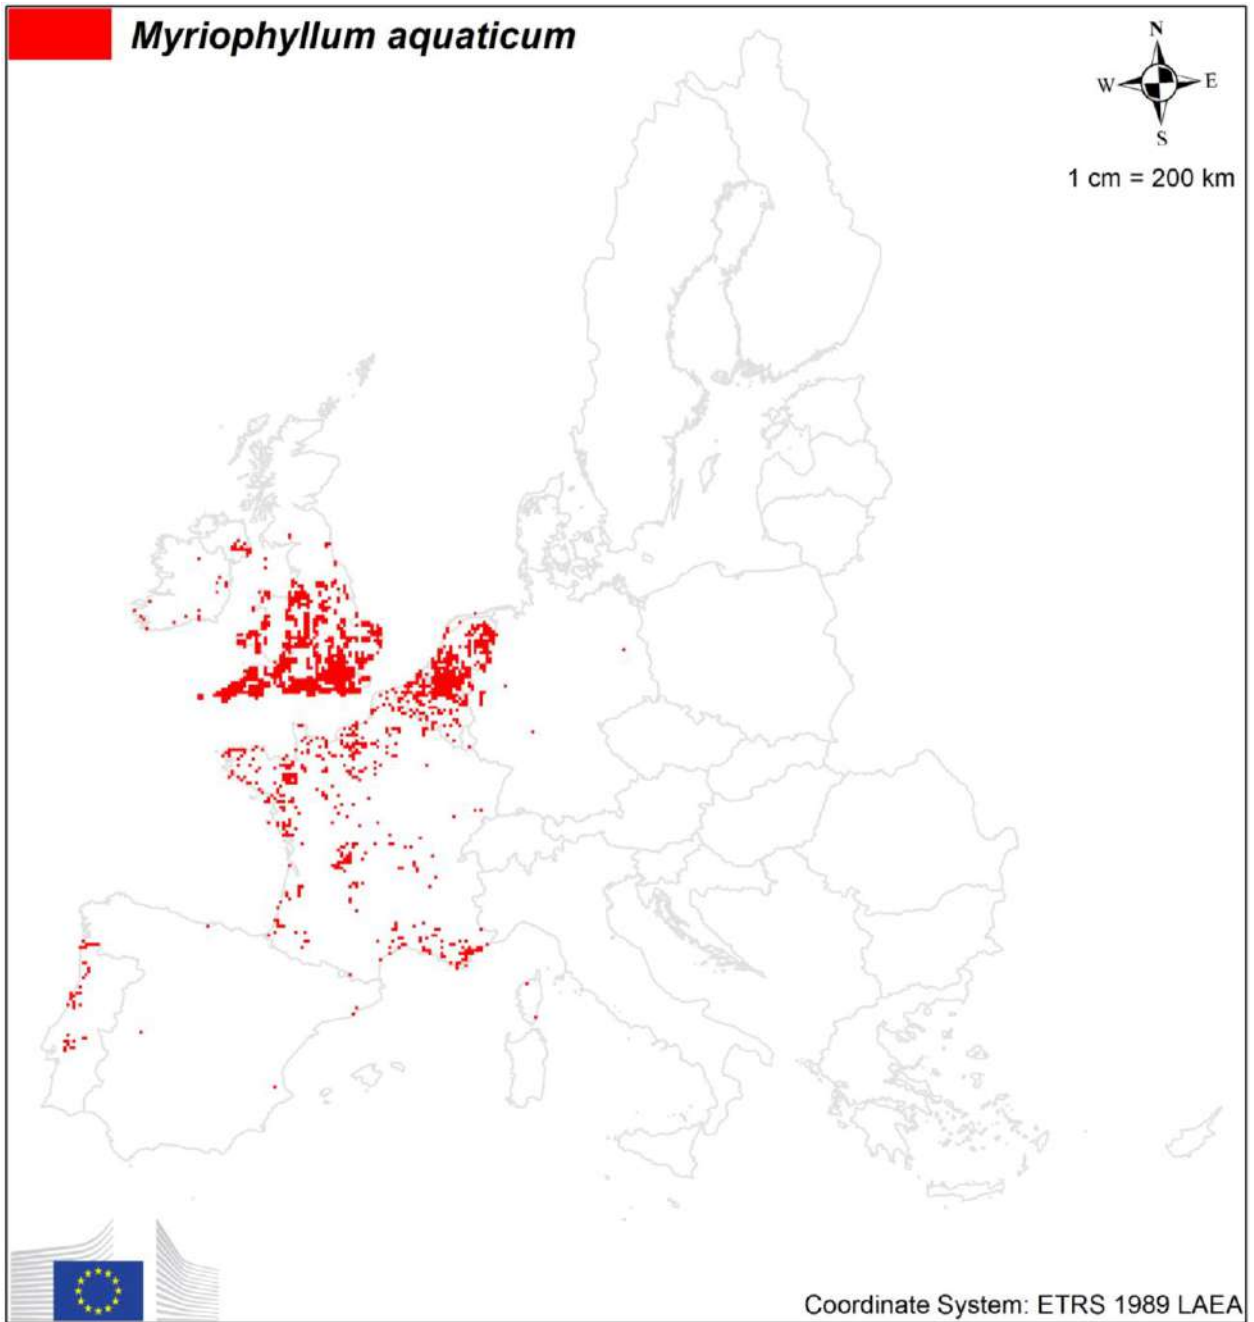 Myriophyllum aquaticum
N
W E
S
1 cm = 200 km
Coordinate System: ETRS 1989 LAEA